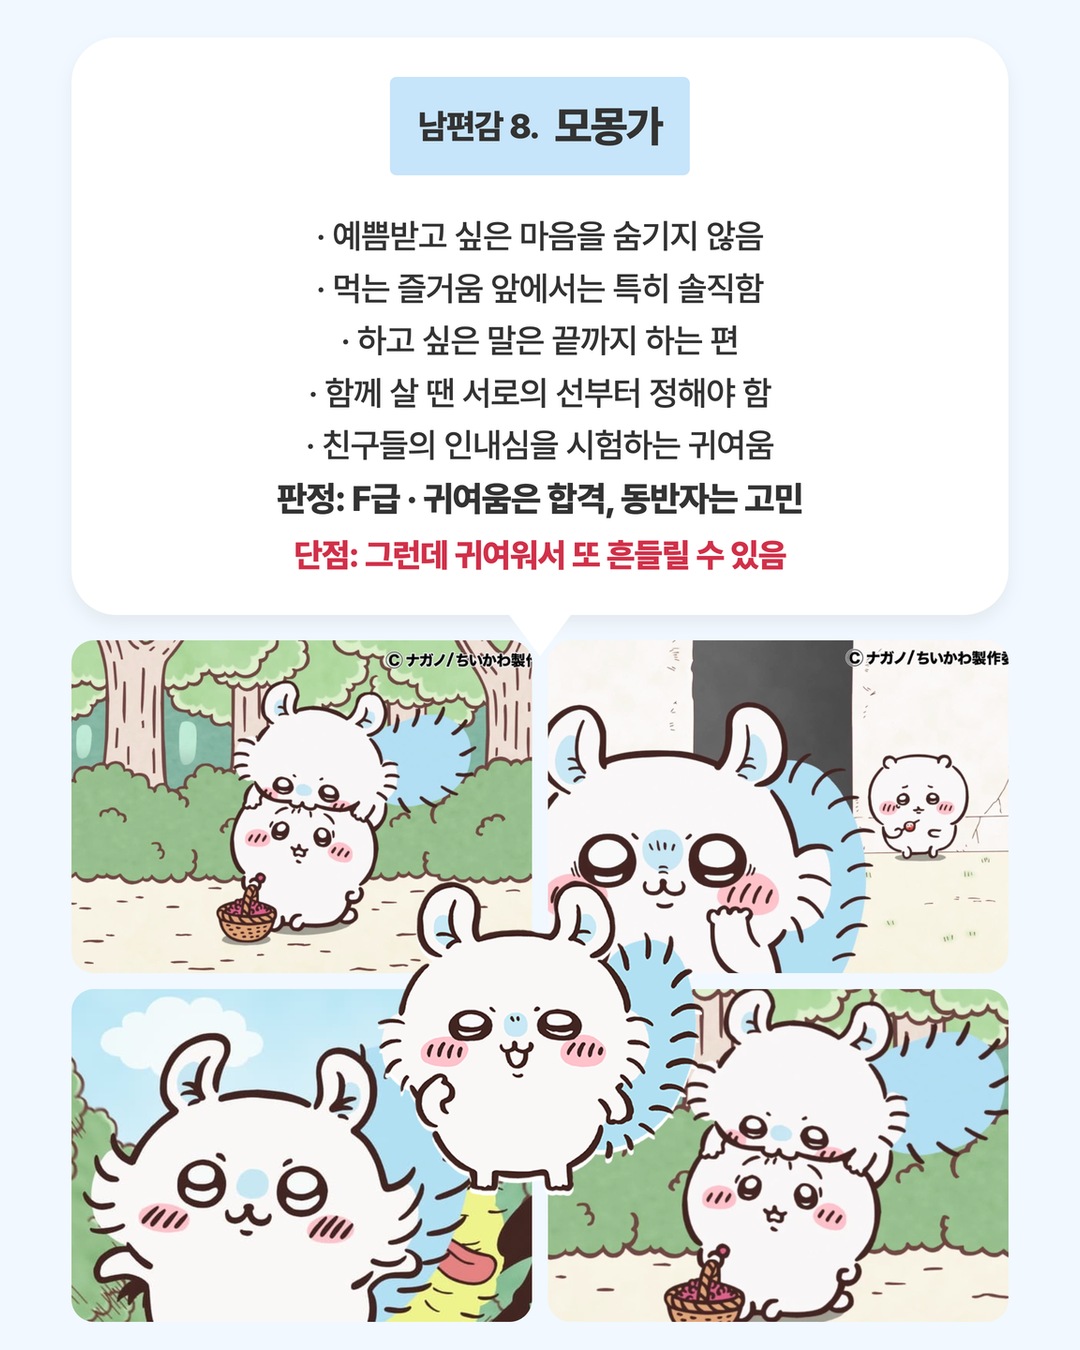 남편감 8. 모몽가
· 예쁨받고 싶은 마음을 숨기지 않음
· 먹는 즐거움 앞에서는 특히 솔직함
· 하고 싶은 말은 끝까지 하는 편
· 함께 살 땐 서로의 선부터 정해야 함
· 친구들의 인내심을 시험하는 귀여움
판정: F급 · 귀여움은 합격, 동반자는 고민
단점: 그런데 귀여워서 또 흔들릴 수 있음
© ナガノ/ちいかわ製作
© ナガノ/ちいかわ製作